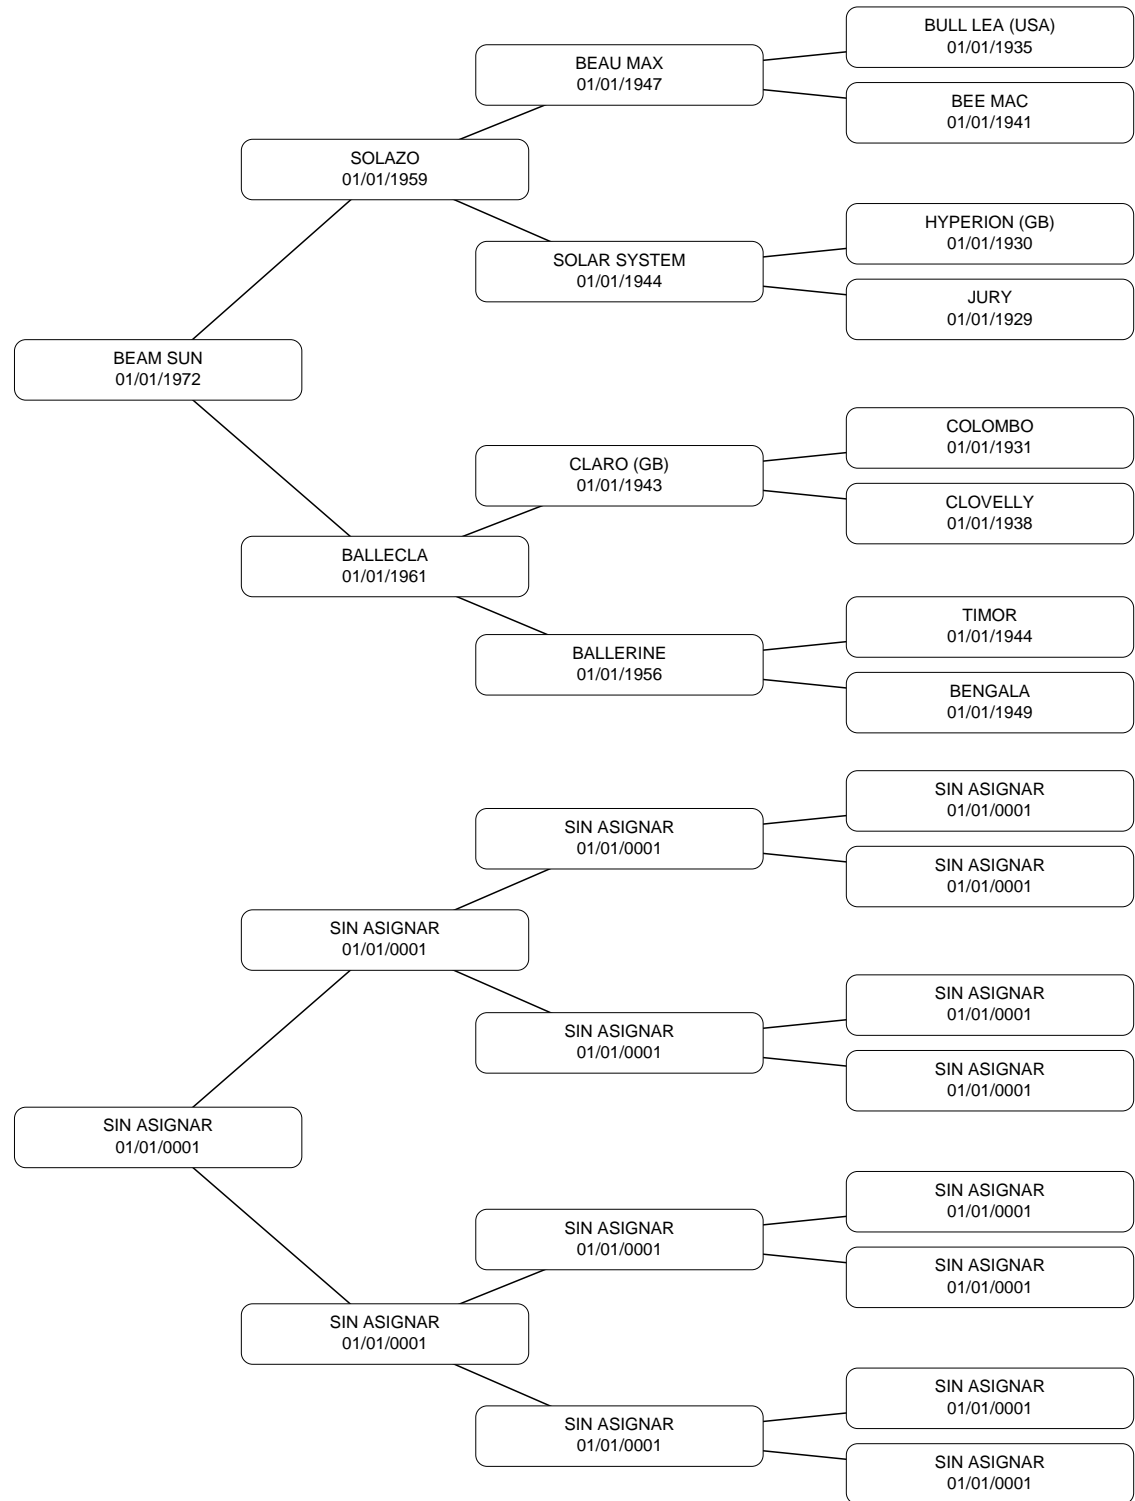 BULL LEA (USA)
01/01/1935
BEAU MAX
01/01/1947
BEE MAC
01/01/1941
SOLAZO
01/01/1959
HYPERION (GB)
01/01/1930
SOLAR SYSTEM
01/01/1944
JURY
01/01/1929
BEAM SUN
01/01/1972
COLOMBO
01/01/1931
CLARO (GB)
01/01/1943
CLOVELLY
01/01/1938
BALLECLA
01/01/1961
TIMOR
01/01/1944
BALLERINE
01/01/1956
BENGALA
01/01/1949
SIN ASIGNAR
01/01/0001
SIN ASIGNAR
01/01/0001
SIN ASIGNAR
01/01/0001
SIN ASIGNAR
01/01/0001
SIN ASIGNAR
01/01/0001
SIN ASIGNAR
01/01/0001
SIN ASIGNAR
01/01/0001
SIN ASIGNAR
01/01/0001
SIN ASIGNAR
01/01/0001
SIN ASIGNAR
01/01/0001
SIN ASIGNAR
01/01/0001
SIN ASIGNAR
01/01/0001
SIN ASIGNAR
01/01/0001
SIN ASIGNAR
01/01/0001
SIN ASIGNAR
01/01/0001